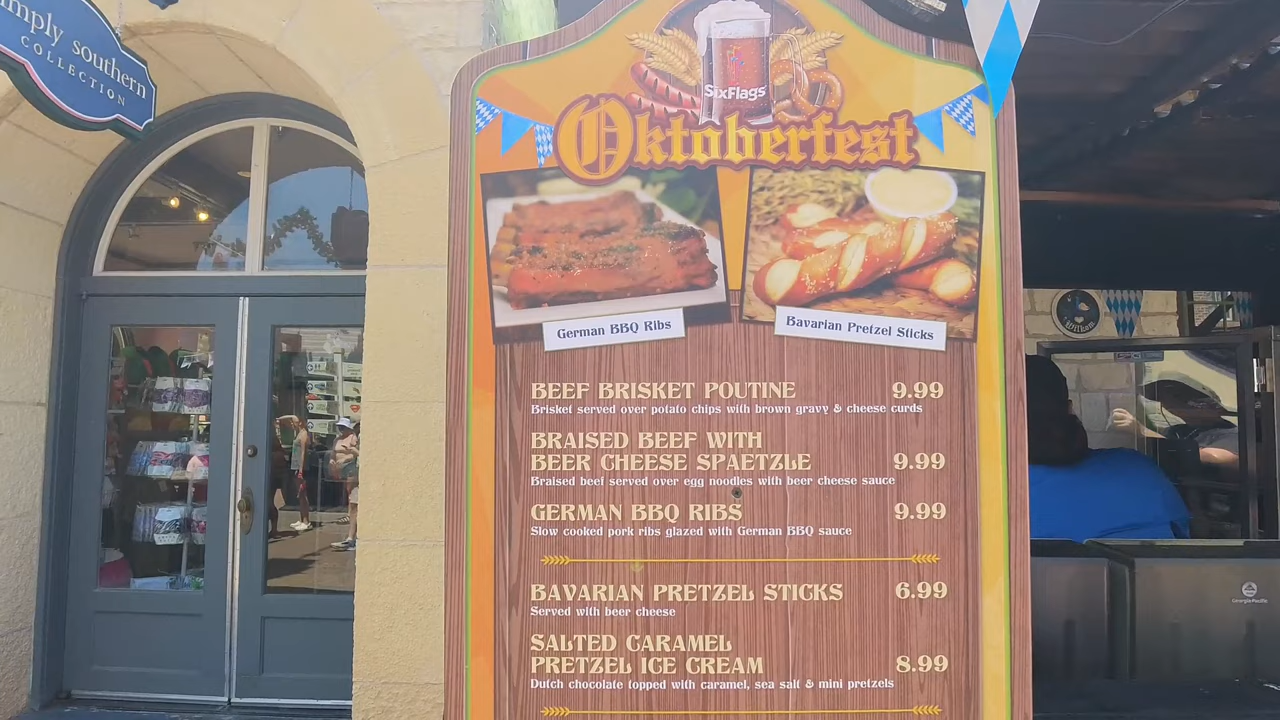 simply southern
COLLECTION
SixFlags
Oktoberfest
German BBQ Ribs
Bavarian Pretzel Sticks
BEEF BRISKET POUTINE 9.99
Brisket served over potato chips with brown gravy & cheese curds
BRAISED BEEF WITH
BEER CHEESE SPAETZLE 9.99
Braised beef served over egg noodles with beer cheese sauce
GERMAN BBQ RIBS 9.99
Slow cooked pork ribs glazed with German BBQ sauce
BAVARIAN PRETZEL STICKS 6.99
Served with beer cheese
SALTED CARAMEL
PRETZEL ICE CREAM 8.99
Dutch chocolate topped with caramel, sea salt & mini pretzels
Georgia-Pacific